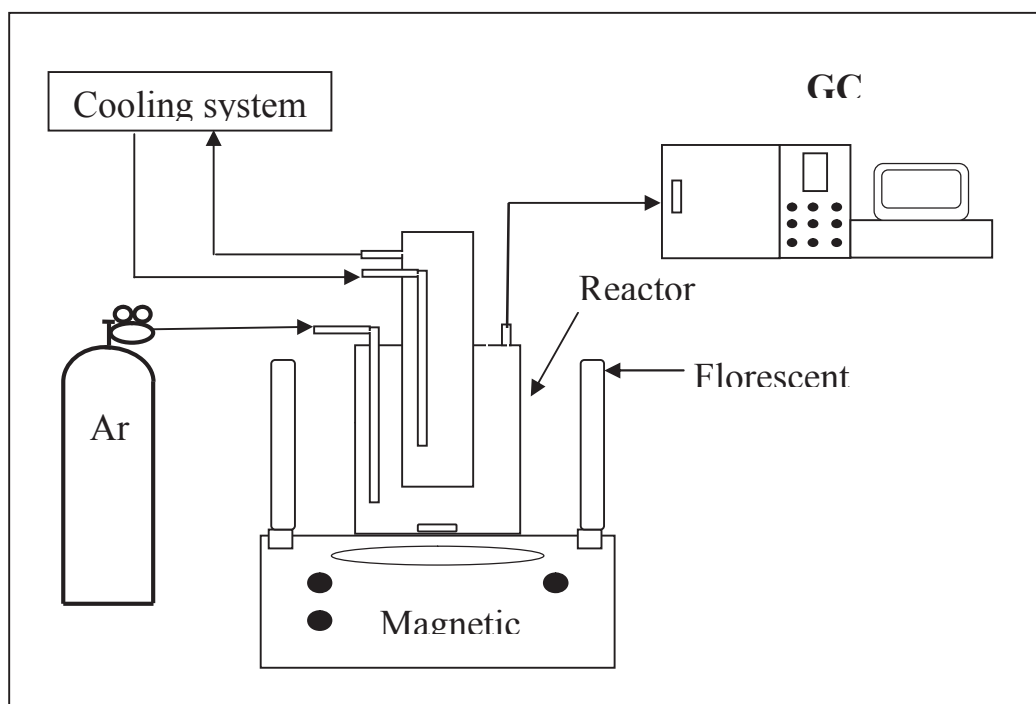 GC
Cooling system
Reactor
Florescent
Ar
Magnetic